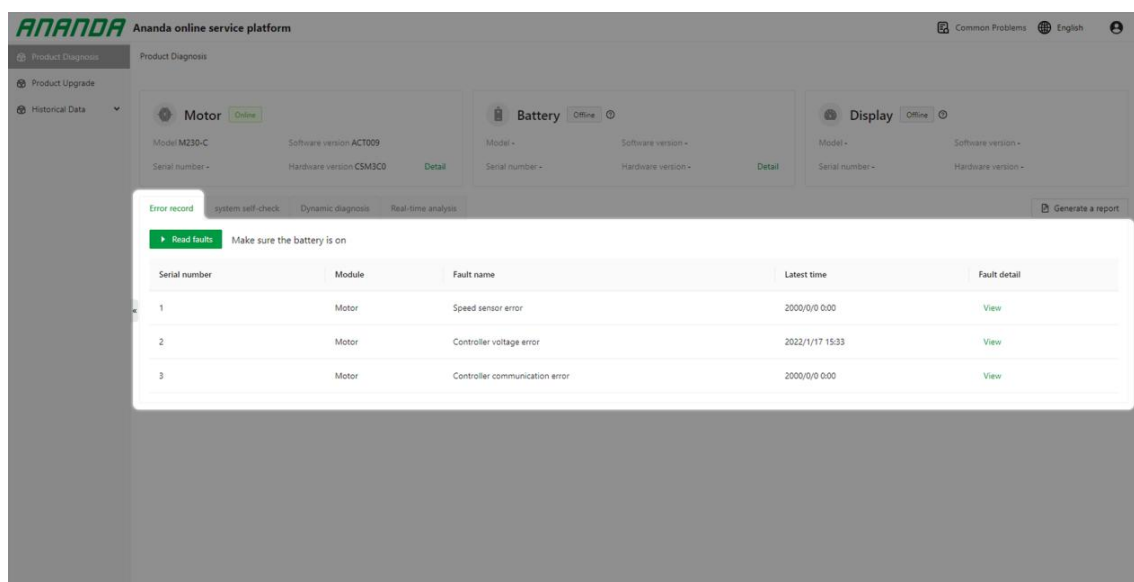 ANANDA Ananda online service platform Common Problems English
Product Diagnosis
Product Upgrade
Historical Data
Product Diagnosis
Motor Online
Model M230-C Software version ACT009
Serial number - Hardware version CSM3C0 Detail
Battery Offline
Model - Software version -
Serial number - Hardware version - Detail
Display Offline
Model - Software version -
Serial number - Hardware version -
Error record system self-check Dynamic diagnosis Real-time analysis Generate a report
Read faults Make sure the battery is on
Serial number Module Fault name Latest time Fault detail
1 Motor Speed sensor error 2000/0/0 0:00 View
2 Motor Controller voltage error 2022/1/17 15:33 View
3 Motor Controller communication error 2000/0/0 0:00 View